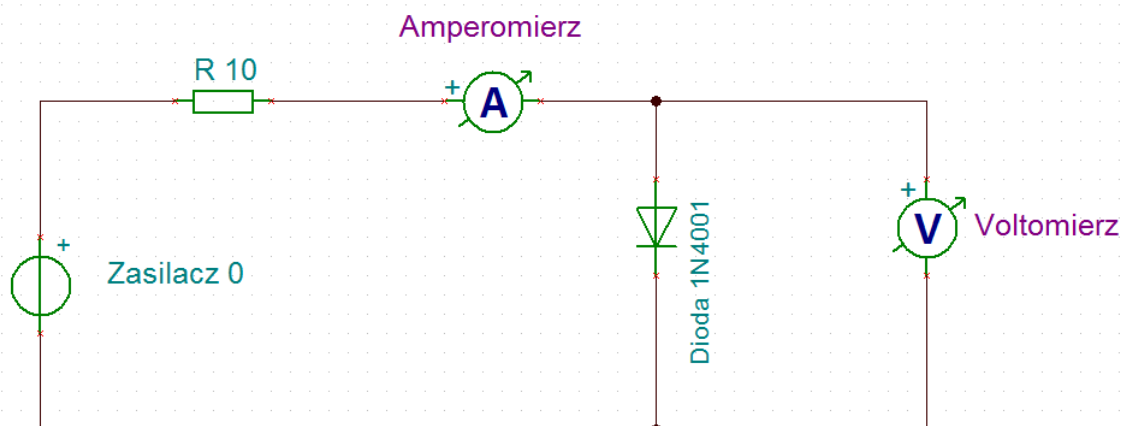 Amperomierz
R 10
+
A
+
+
V
Voltomierz
Zasilacz 0
Dioda 1N4001